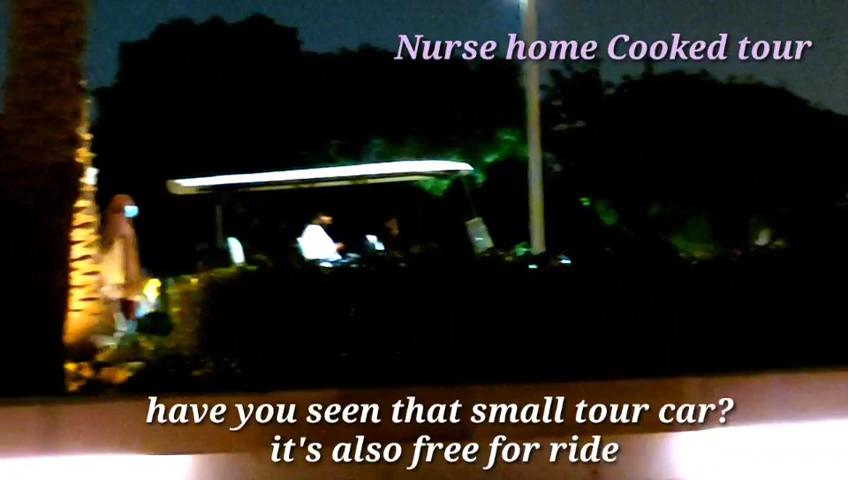 Nurse home Cooked tour
have you seen that small tour car?
it's also free for ride